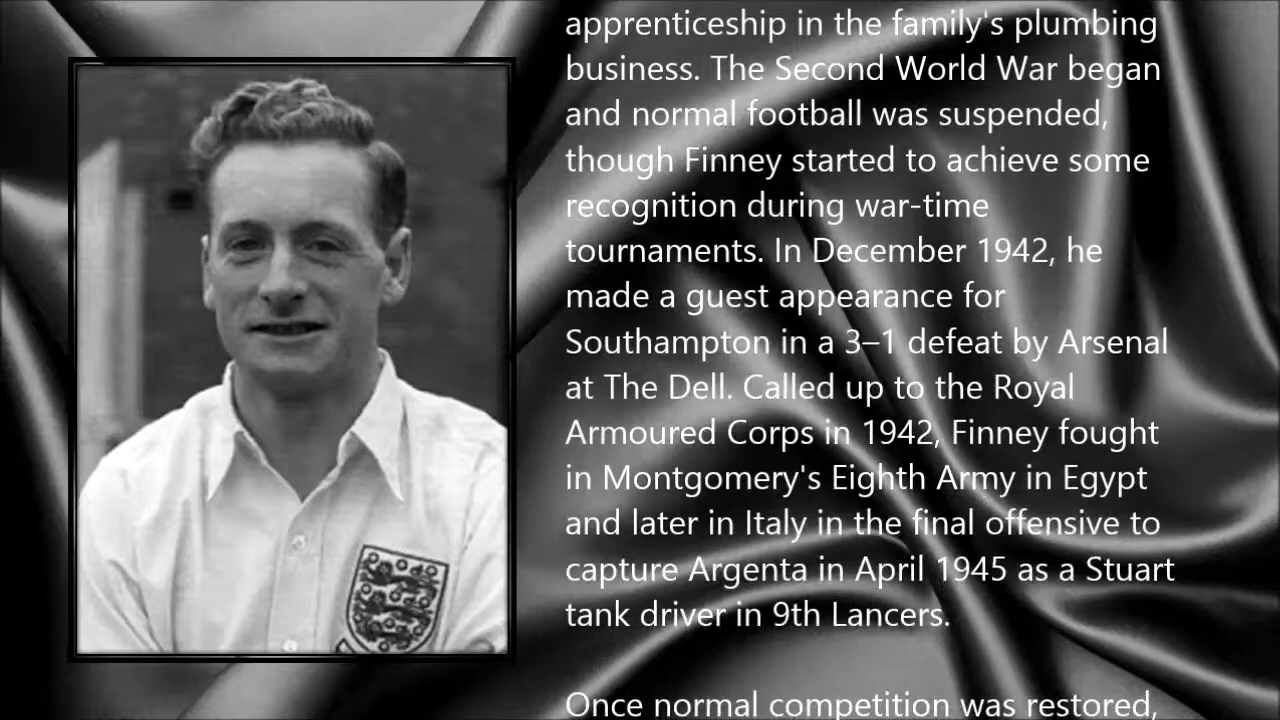 apprenticeship in the family's plumbing
business. The Second World War began
and normal football was suspended,
though Finney started to achieve some
recognition during war-time
tournaments. In December 1942, he
made a guest appearance for
Southampton in a 3–1 defeat by Arsenal
at The Dell. Called up to the Royal
Armoured Corps in 1942, Finney fought
in Montgomery's Eighth Army in Egypt
and later in Italy in the final offensive to
capture Argenta in April 1945 as a Stuart
tank driver in 9th Lancers.
Once normal competition was restored,